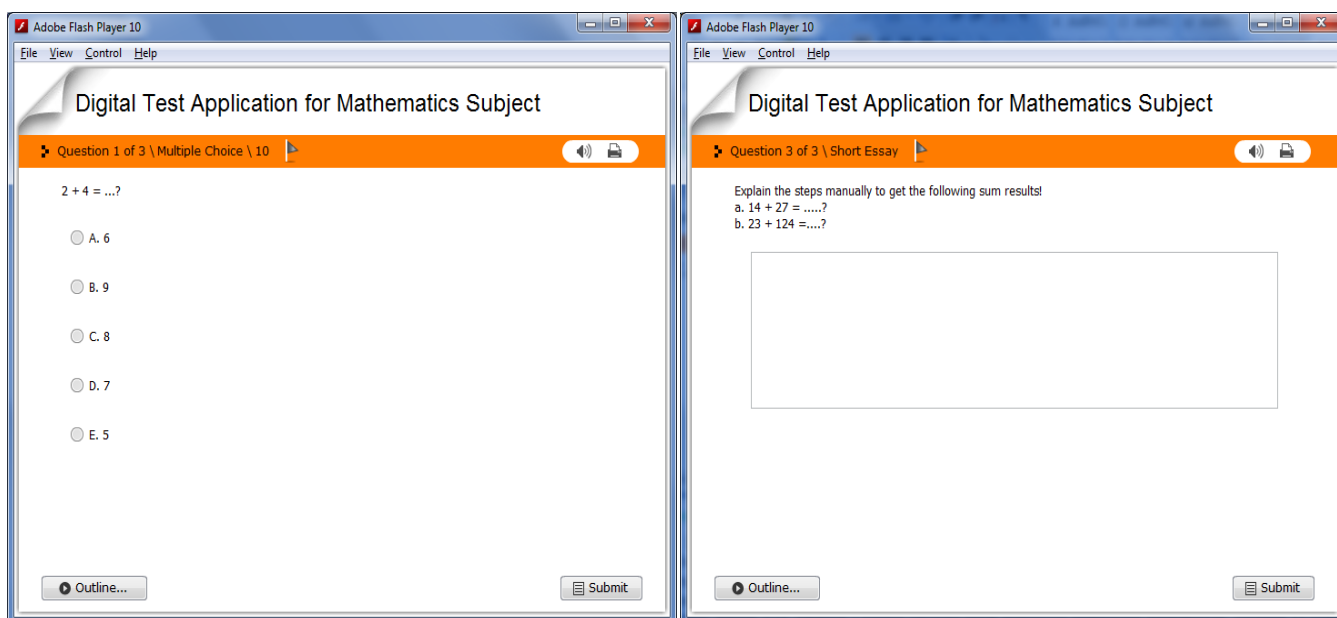 Adobe Flash Player 10
File View Control Help
Digital Test Application for Mathematics Subject
Question 1 of 3 \ Multiple Choice \ 10
2 + 4 = ...?
A. 6
B. 9
C. 8
D. 7
E. 5
Outline...
Submit
Adobe Flash Player 10
File View Control Help
Digital Test Application for Mathematics Subject
Question 3 of 3 \ Short Essay
Explain the steps manually to get the following sum results!
a. 14 + 27 = .....?
b. 23 + 124 =....?
Outline...
Submit